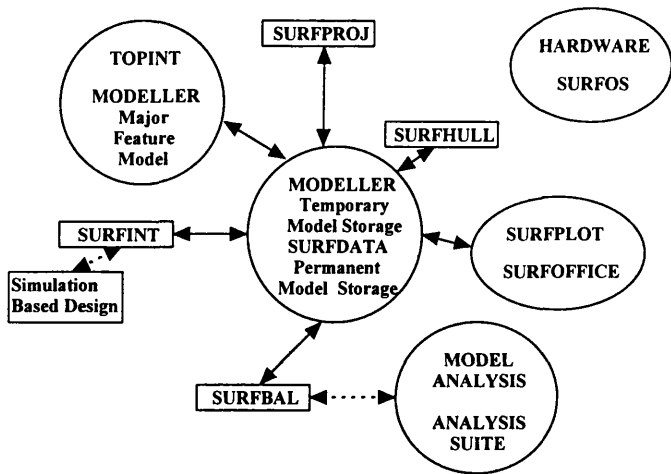 SURFPROJ
TOPINT
MODELLER
Major
Feature
Model
HARDWARE
SURFOS
SURFHULL
MODELLER
Temporary
Model Storage
SURFDATA
Permanent
Model Storage
SURFINT
Simulation
Based Design
SURFPLOT
SURFOFFICE
SURFBAL
MODEL
ANALYSIS
ANALYSIS
SUITE